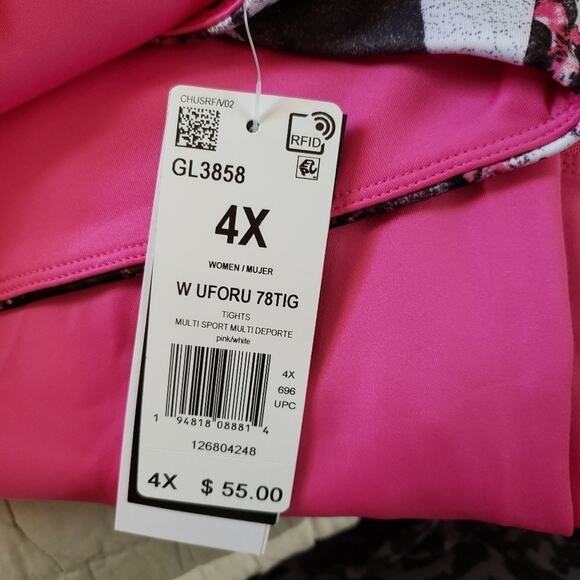 CHUSRF/V02
RFID
GL3858
4X
WOMEN / MUJER
W UFORU 78TIG
TIGHTS
MULTI SPORT MULTI DEPORTE
pink/white
4X
696
UPC
1 94818 08881 4
126804248
4X $ 55.00